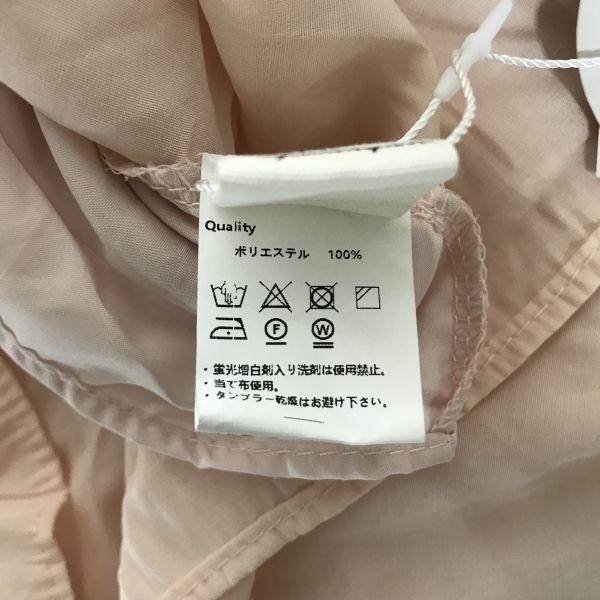 Quality
ポリエステル 100%
F W
・蛍光増白剤入り洗剤は使用禁止。
・当て布使用。
・タンブラー乾燥はお避け下さい。